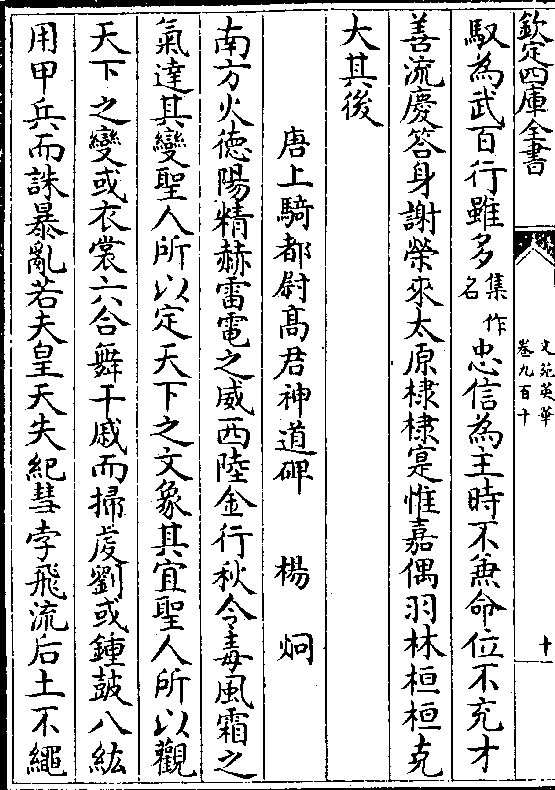 欽定四庫全書
文苑英華
卷九百十
十
馭為武百行雖多集作名忠信為主時不兼命位不充才
善流慶答身謝榮來太原棣棣寔惟嘉偶羽林桓桓克
大其後
唐上騎都尉高君神道碑 楊炯
南方火德陽精赫雷電之威西陸金行秋令毒風霜之
氣達其變聖人所以定天下之文象其宜聖人所以觀
天下之變或衣裳六合舞干戚而掃虔劉或鍾鼓八紘
用甲兵而誅暴亂若夫皇天失紀彗孛飛流后土不繩